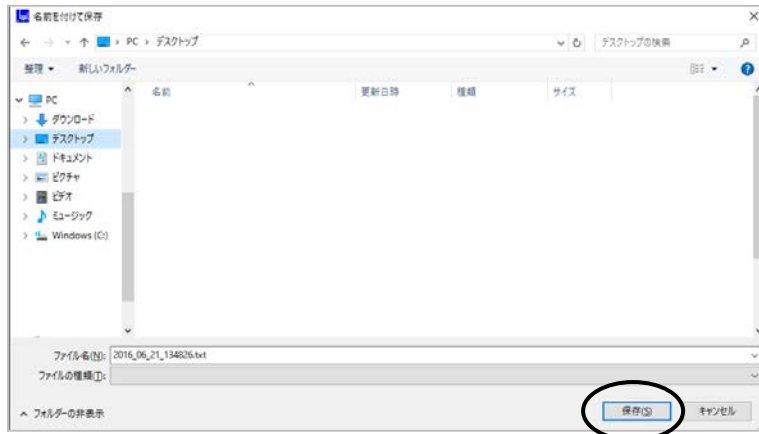 名前を付けて保存
PC › デスクトップ
デスクトップの検索
整理
新しいフォルダー
名前
更新日時
種類
サイズ
PC
ダウンロード
デスクトップ
ドキュメント
ピクチャ
ビデオ
ミュージック
Windows (C:)
ファイル名(N): 2016_06_21_134826.txt
ファイルの種類(T):
フォルダーの非表示
保存(S)
キャンセル